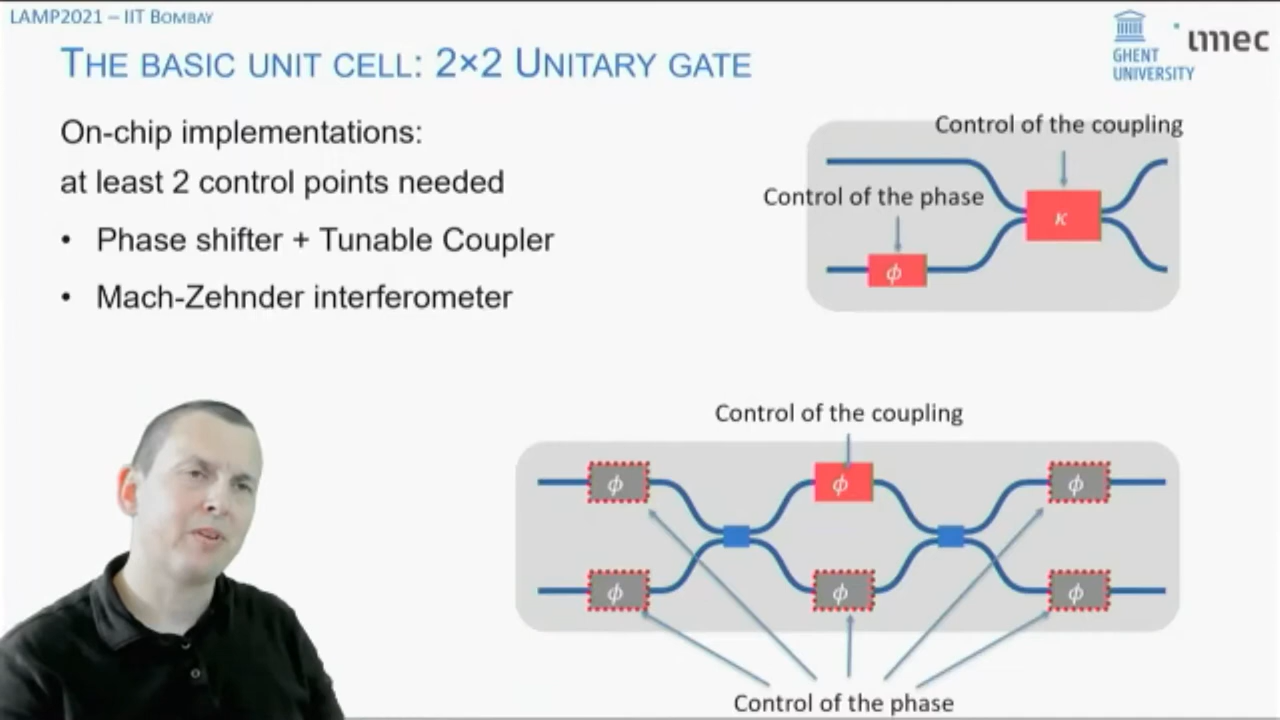 LAMP2021 – IIT BOMBAY
THE BASIC UNIT CELL: 2×2 UNITARY GATE
GHENT
UNIVERSITY
imec
On-chip implementations:
at least 2 control points needed
• Phase shifter + Tunable Coupler
• Mach-Zehnder interferometer
Control of the coupling
Control of the phase
κ
ϕ
Control of the coupling
ϕ ϕ ϕ
ϕ ϕ ϕ
Control of the phase